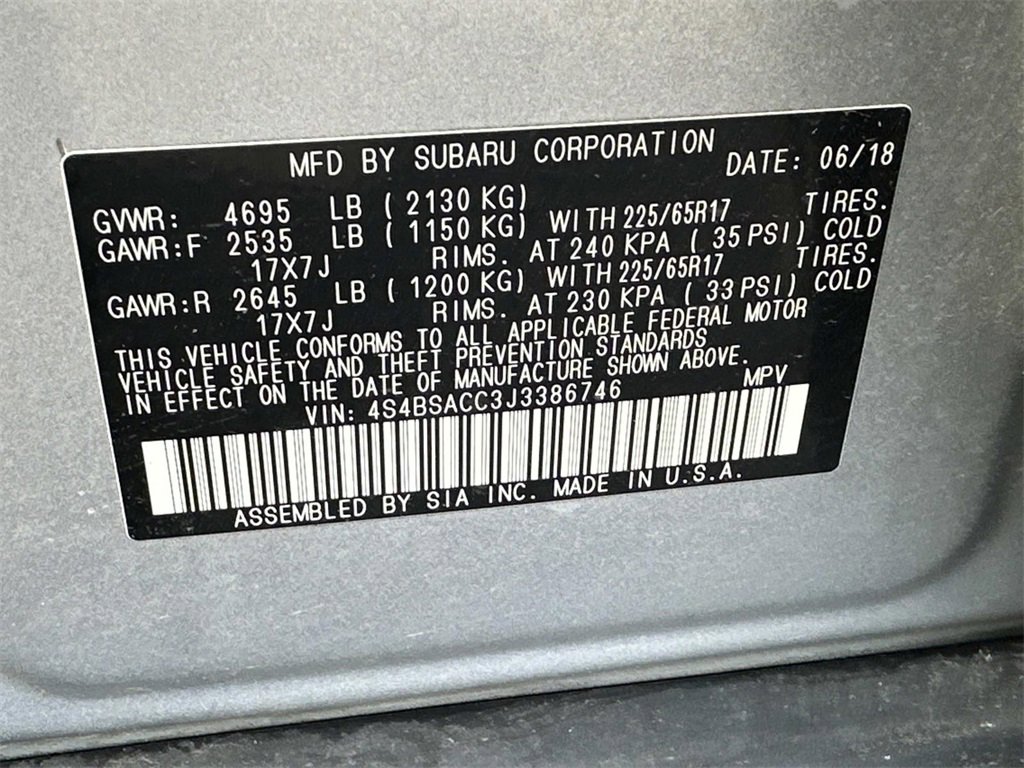 MFD BY SUBARU CORPORATION DATE: 06/18
GVWR: 4695 LB ( 2130 KG)
GAWR:F 2535 LB ( 1150 KG) WITH 225/65R17 TIRES.
17X7J RIMS. AT 240 KPA ( 35 PSI) COLD
GAWR:R 2645 LB ( 1200 KG) WITH 225/65R17 TIRES.
17X7J RIMS. AT 230 KPA ( 33 PSI) COLD
THIS VEHICLE CONFORMS TO ALL APPLICABLE FEDERAL MOTOR
VEHICLE SAFETY AND THEFT PREVENTION STANDARDS
IN EFFECT ON THE DATE OF MANUFACTURE SHOWN ABOVE.
VIN: 4S4BSACC3J3386746 MPV
ASSEMBLED BY SIA INC. MADE IN U.S.A.